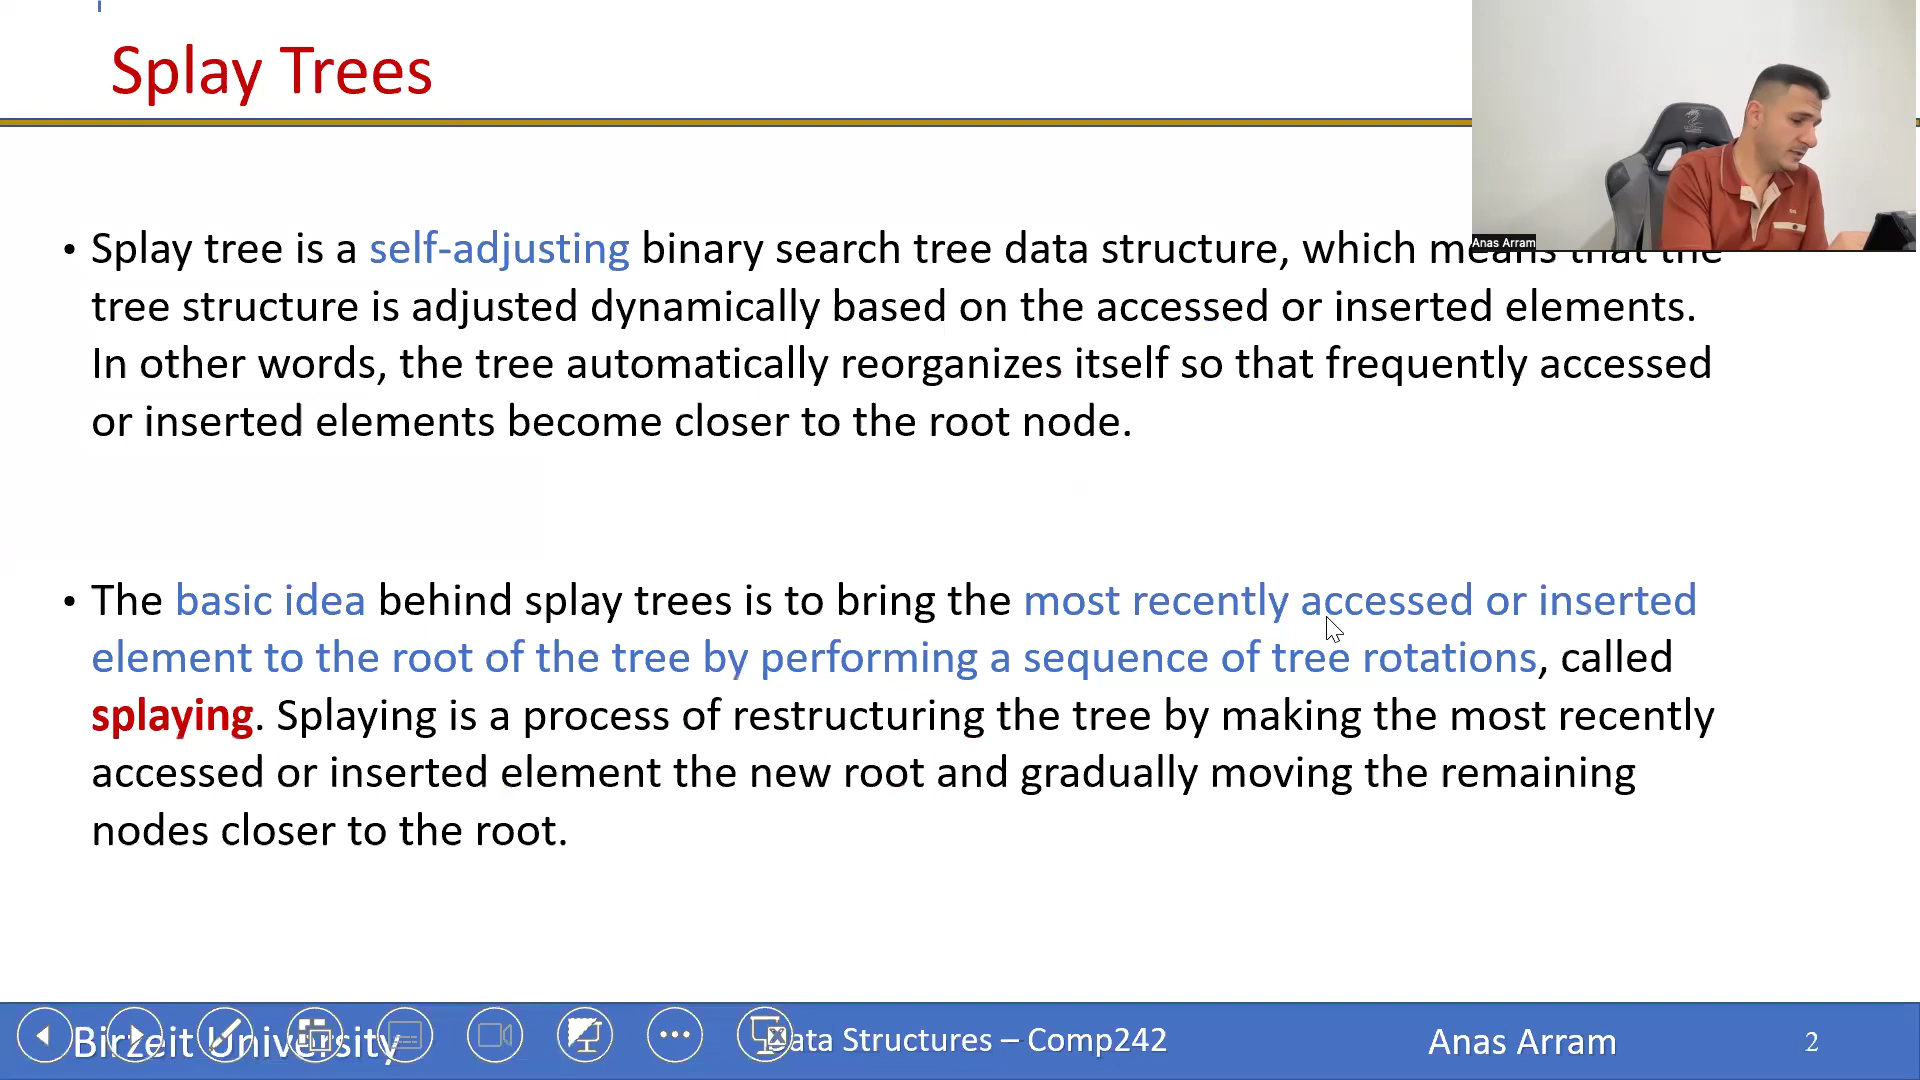 Splay Trees
Anas Arram
• Splay tree is a self-adjusting binary search tree data structure, which means that the
tree structure is adjusted dynamically based on the accessed or inserted elements.
In other words, the tree automatically reorganizes itself so that frequently accessed
or inserted elements become closer to the root node.
• The basic idea behind splay trees is to bring the most recently accessed or inserted
element to the root of the tree by performing a sequence of tree rotations, called
splaying. Splaying is a process of restructuring the tree by making the most recently
accessed or inserted element the new root and gradually moving the remaining
nodes closer to the root.
Birzeit University
Data Structures – Comp242
Anas Arram
2